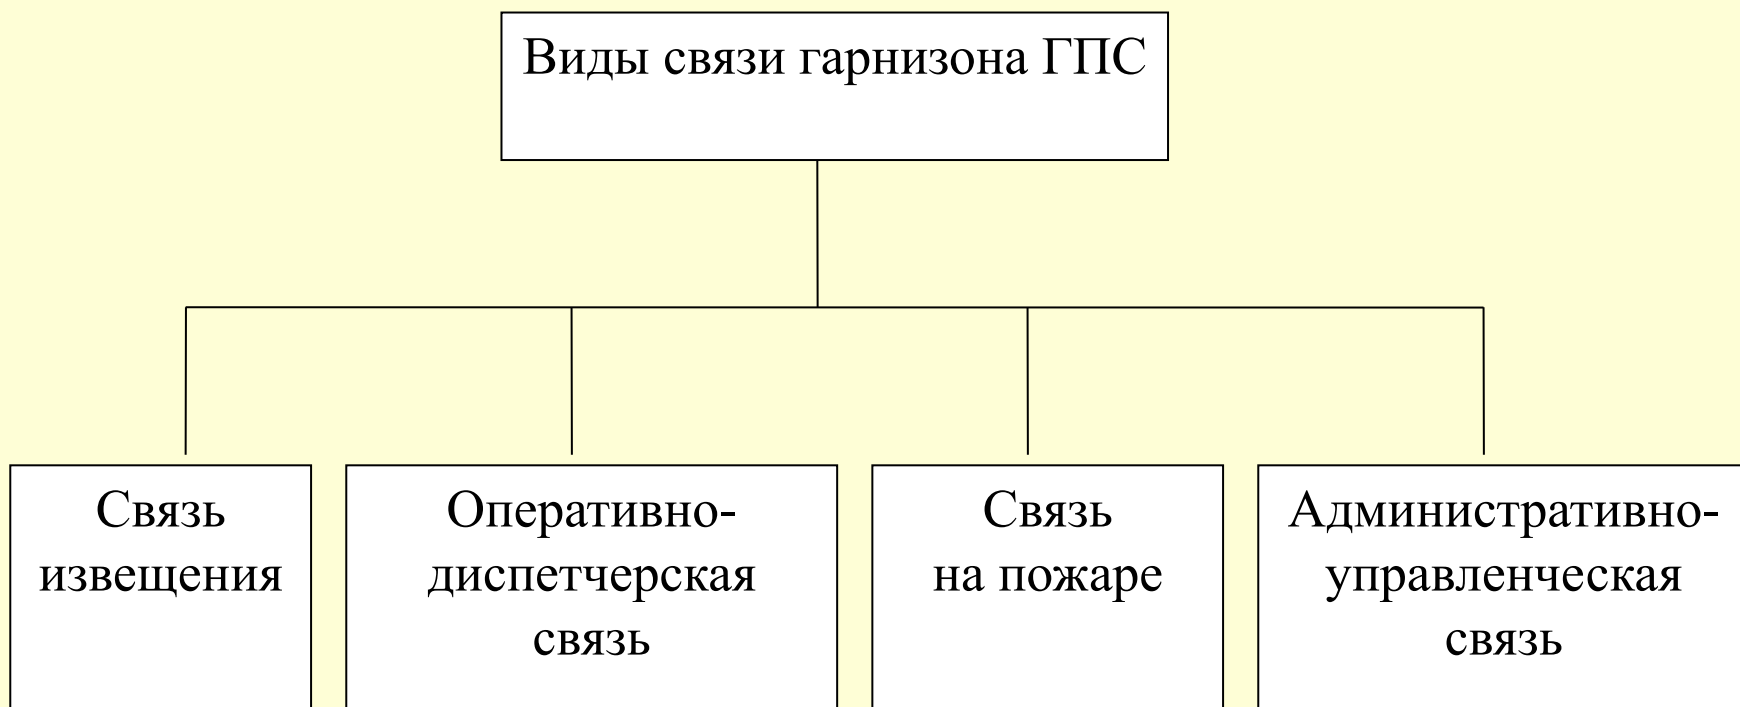 Виды связи гарнизона ГПС
Связь
извещения
Оперативно-
диспетчерская
связь
Связь
на пожаре
Административно-
управленческая
связь